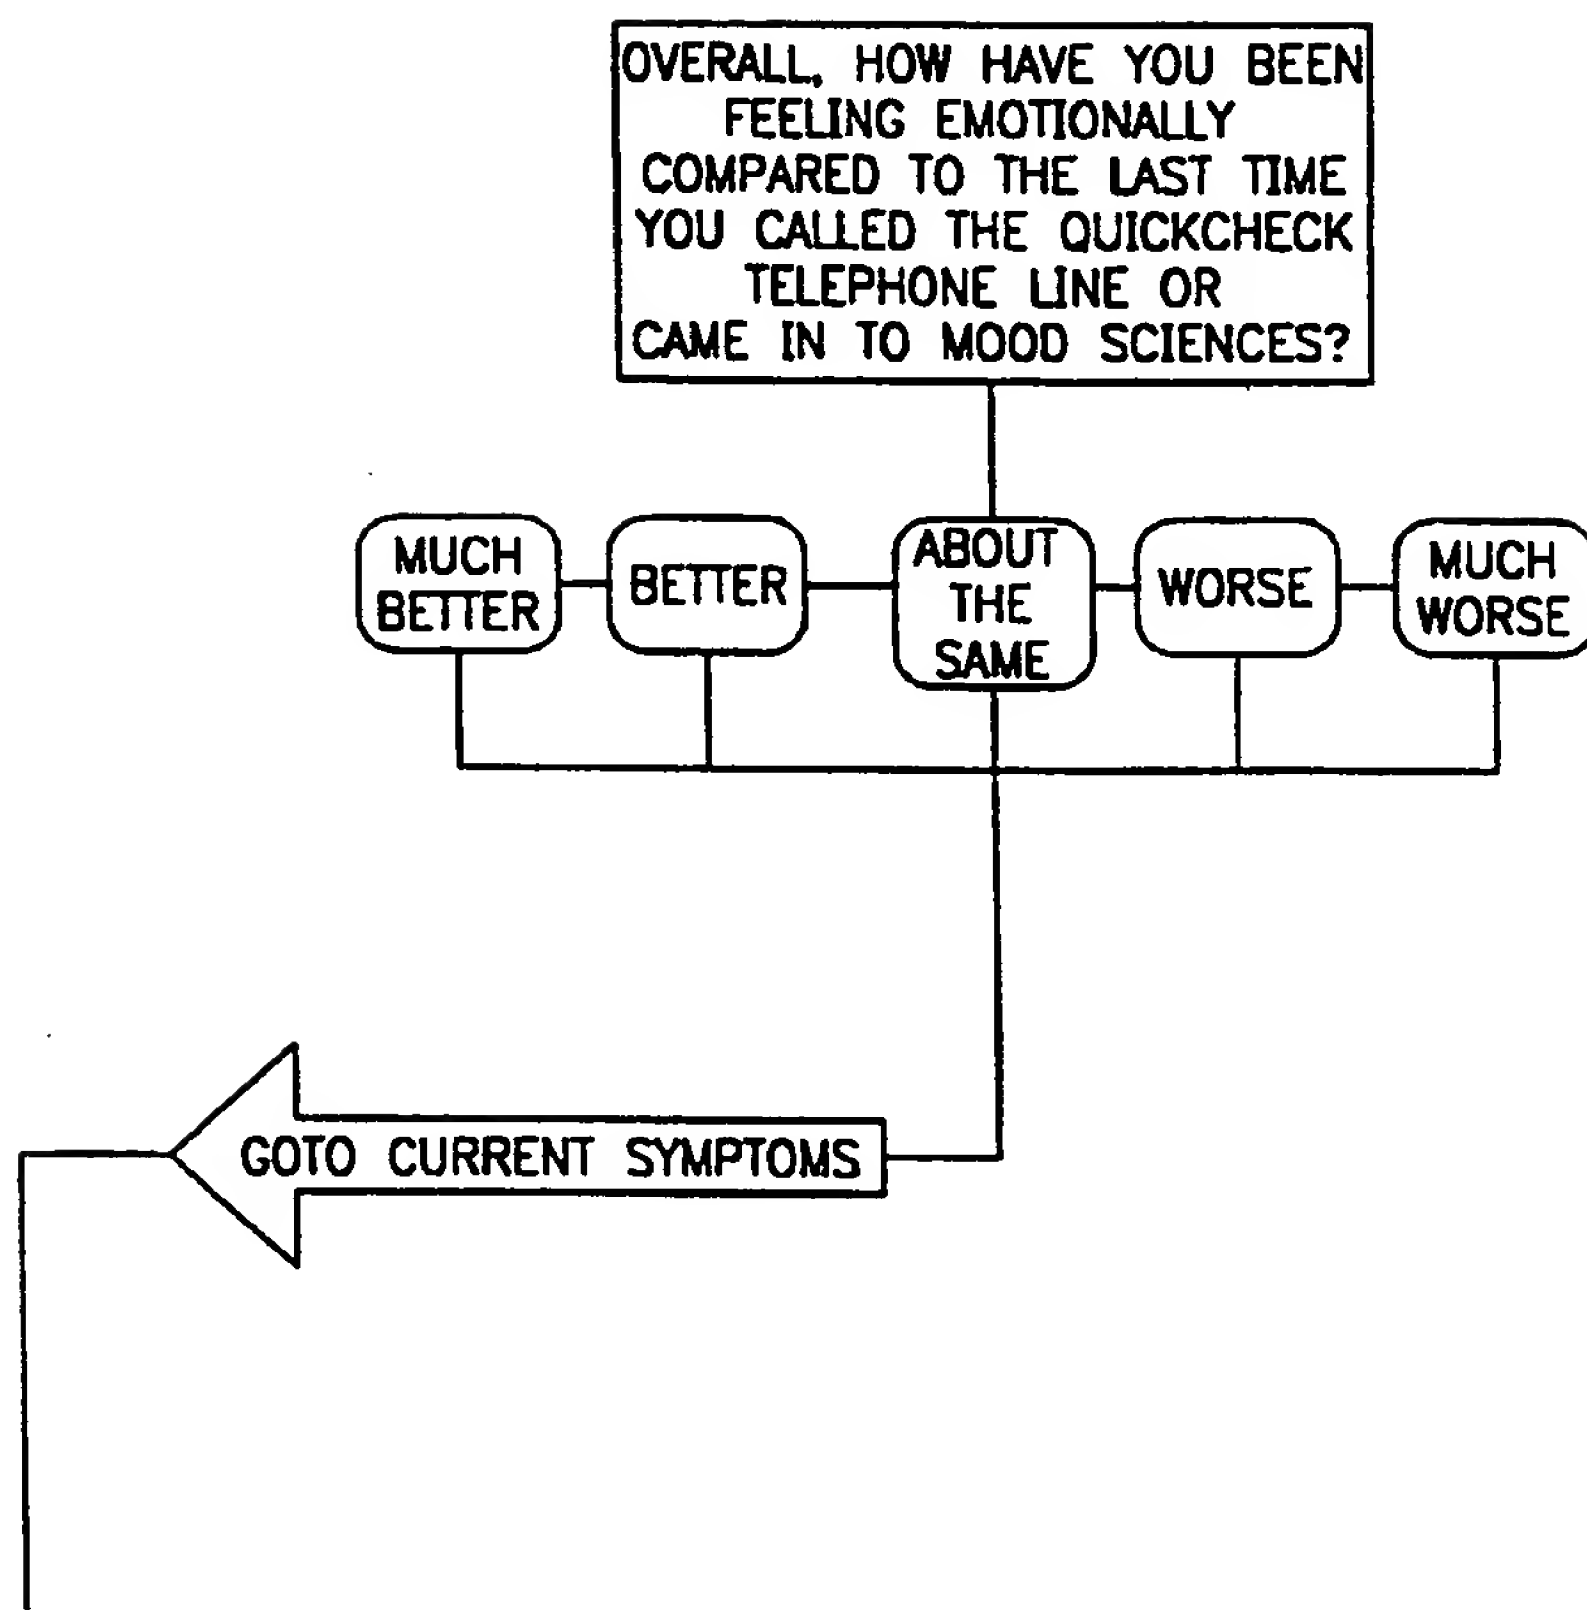 OVERALL, HOW HAVE YOU BEEN
FEELING EMOTIONALLY
COMPARED TO THE LAST TIME
YOU CALLED THE QUICKCHECK
TELEPHONE LINE OR
CAME IN TO MOOD SCIENCES?
MUCH
BETTER
BETTER
ABOUT
THE
SAME
WORSE
MUCH
WORSE
GOTO CURRENT SYMPTOMS